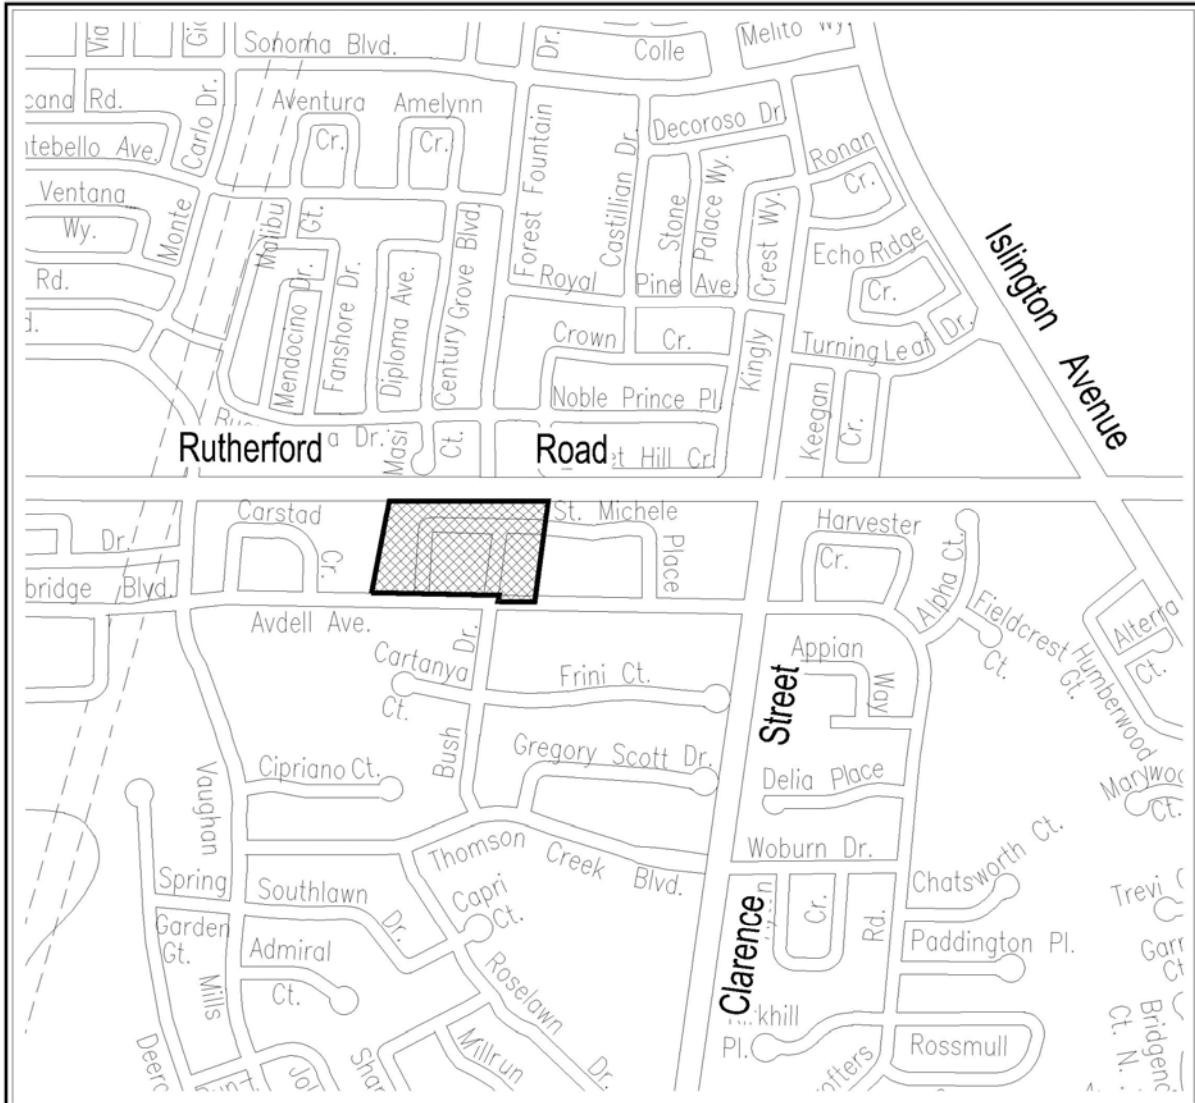 Via
Sonoma Blvd.
Dr.
Colle
Melito Wy.
Rd.
Carlo Dr.
Aventura
Cr.
Amelynn
Cr.
Forest Fountain
Castillian Dr.
Decoroso Dr.
Ronan
Cr.
Ave.
Ventana
Wy.
Monte
Malibu
Gt.
Century Grove Blvd.
Stone
Palace Wy.
Crest Wy.
Echo Ridge
Cr.
Islington
Avenue
Rd.
Mendocino Dr.
Fanshore Dr.
Diploma Ave.
Royal
Pine Ave.
Crown
Cr.
Kingly
Turning Leaf
Dr.
Noble Prince Pl.
Keegan
Cr.
Dr.
Masi
Ct.
Rutherford
Road
Hill Cr.
Carstad
Cr.
St. Michele
Place
Harvester
Cr.
Alpha Ct.
Dr.
Blvd.
Avdell Ave.
Fieldcrest
Ct.
Humberwood
Gt.
Alterra
Ct.
Cartanya
Ct.
Bush
Dr.
Frini Ct.
Appian
Way
Street
Gregory Scott Dr.
Cipriano Ct.
Delia Place
Ct.
Vaughan
Mills
Thomson
Creek
Blvd.
Woburn Dr.
Cr.
Chatsworth Ct.
Trevi
Spring
Garden
Gt.
Southlawn
Dr.
Capri
Ct.
Clarence
Rd.
Paddington Pl.
Admiral
Ct.
Roselawn
Dr.
Millrun
Pl.
Rossmull
Ct. N.